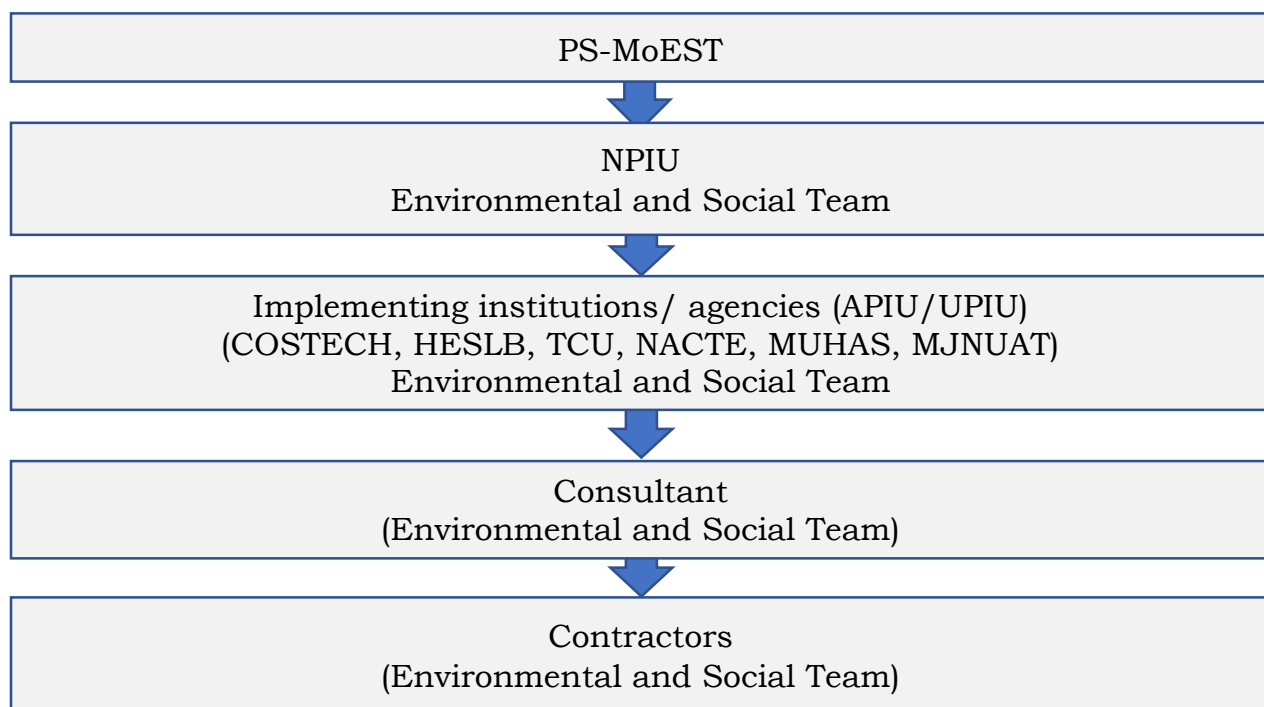 PS-MoEST
NPIU
Environmental and Social Team
Implementing institutions/ agencies (APIU/UPIU)
(COSTECH, HESLB, TCU, NACTE, MUHAS, MJNUAT)
Environmental and Social Team
Consultant
(Environmental and Social Team)
Contractors
(Environmental and Social Team)